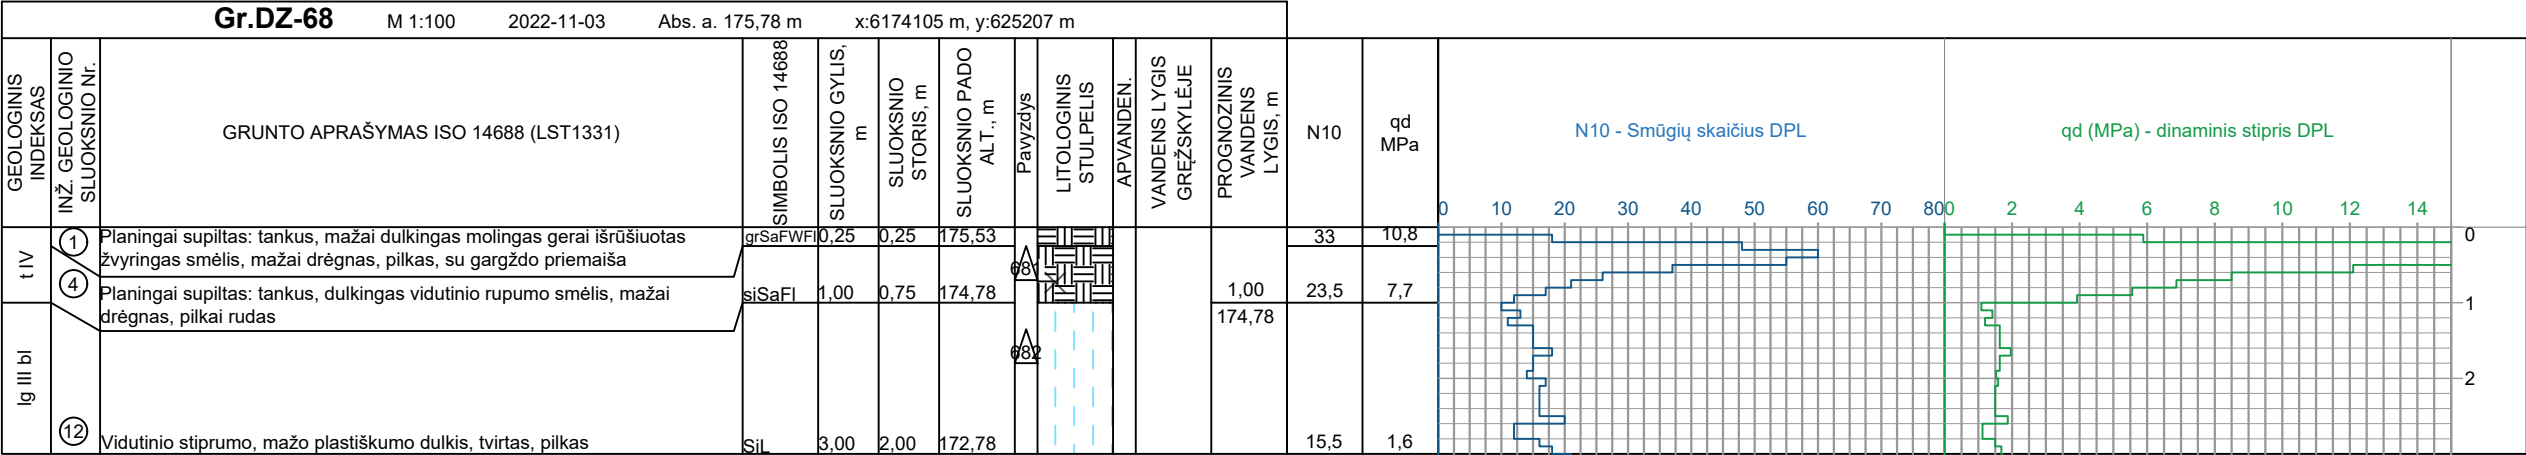 Gr.DZ-68 M 1:100 2022-11-03 Abs. a. 175,78 m x:6174105 m, y:625207 m
GEOLOGINIS
INDEKSAS
INŽ. GEOLOGINIO
SLUOKSNIO Nr.
GRUNTO APRAŠYMAS ISO 14688 (LST1331)
SIMBOLIS ISO 14688
SLUOKSNIO GYLIS,
m
SLUOKSNIO
STORIS, m
SLUOKSNIO PADO
ALT., m
Pavyzdys
LITOLOGINIS
STULPELIS
APVANDEN.
VANDENS LYGIS
GRĘŽSKYLĖJE
PROGNOZINIS
VANDENS
LYGIS, m
N10
qd
MPa
N10 - Smūgių skaičius DPL
qd (MPa) - dinaminis stipris DPL
0 10 20 30 40 50 60 70 80
0 2 4 6 8 10 12 14
t IV
1
Planingai supiltas: tankus, mažai dulkingas molingas gerai išrūšiuotas
žvyringas smėlis, mažai drėgnas, pilkas, su gargždo priemaiša
grSaFWFl 0,25 0,25 175,53
33 10,8
0
681
4
Planingai supiltas: tankus, dulkingas vidutinio rupumo smėlis, mažai
drėgnas, pilkai rudas
siSaFl 1,00 0,75 174,78
1,00
174,78
23,5 7,7
1
lg III bl
682
2
12
Vidutinio stiprumo, mažo plastiškumo dulkis, tvirtas, pilkas
SiL 3,00 2,00 172,78
15,5 1,6